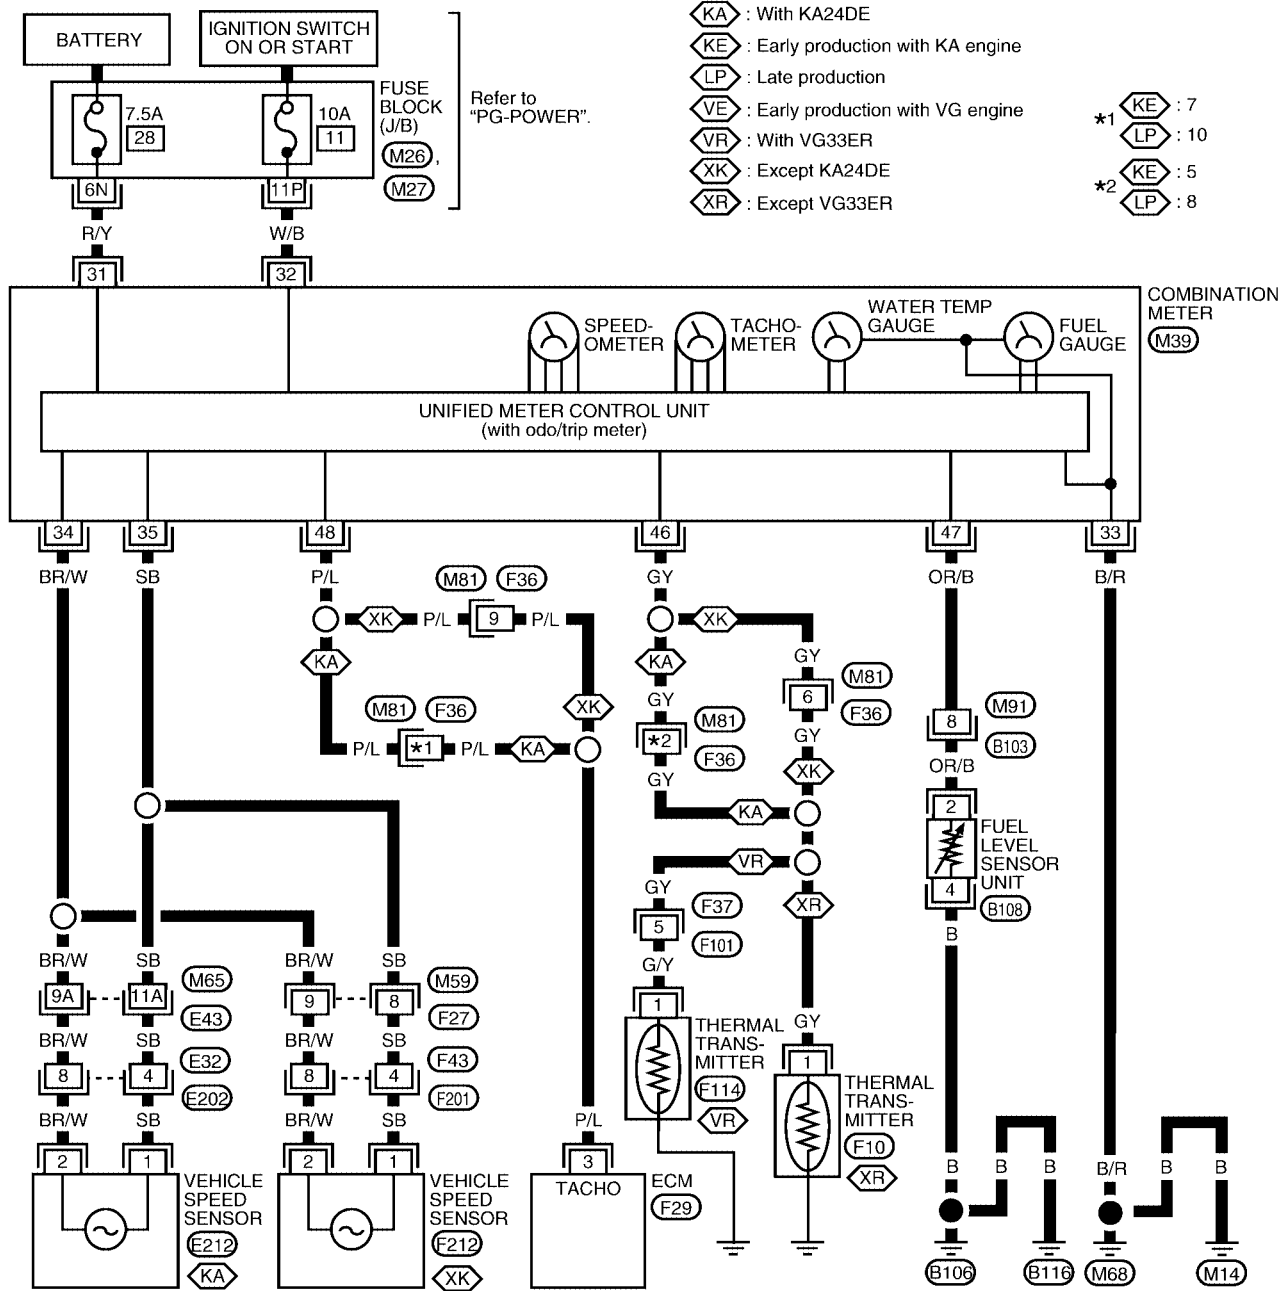 BATTERY
IGNITION SWITCH
ON OR START
7.5A
28
10A
11
FUSE
BLOCK
(J/B)
M26 ,
M27
Refer to
"PG-POWER".
6N
11P
R/Y
W/B
31
32
KA : With KA24DE
KE : Early production with KA engine
LP : Late production
VE : Early production with VG engine
VR : With VG33ER
XK : Except KA24DE
XR : Except VG33ER
*1
KE : 7
LP : 10
*2
KE : 5
LP : 8
SPEED-
OMETER
TACHO-
METER
WATER TEMP
GAUGE
FUEL
GAUGE
COMBINATION
METER
M39
UNIFIED METER CONTROL UNIT
(with odo/trip meter)
34
35
48
46
47
33
BR/W
SB
P/L
GY
OR/B
B/R
M81
F36
XK
P/L
9
P/L
XK
KA
KA
GY
M81
F36
6
M81
F36
XK
GY
M81
F36
P/L
*1
P/L
KA
*2
M81
F36
GY
GY
XK
8
M91
B103
OR/B
KA
2
FUEL
LEVEL
SENSOR
UNIT
4
B108
B
VR
GY
XR
5
F37
F101
G/Y
BR/W
SB
BR/W
SB
9A
11A
M65
E43
9
8
M59
F27
BR/W
SB
BR/W
SB
8
4
E32
E202
8
4
F43
F201
BR/W
SB
BR/W
SB
P/L
1
THERMAL
TRANS-
MITTER
F114
VR
GY
1
THERMAL
TRANS-
MITTER
F10
XR
2
1
VEHICLE
SPEED
SENSOR
E212
KA
2
1
VEHICLE
SPEED
SENSOR
F212
XK
3
TACHO
ECM
F29
B
B
B
B/R
B
B
B106
B116
M68
M14